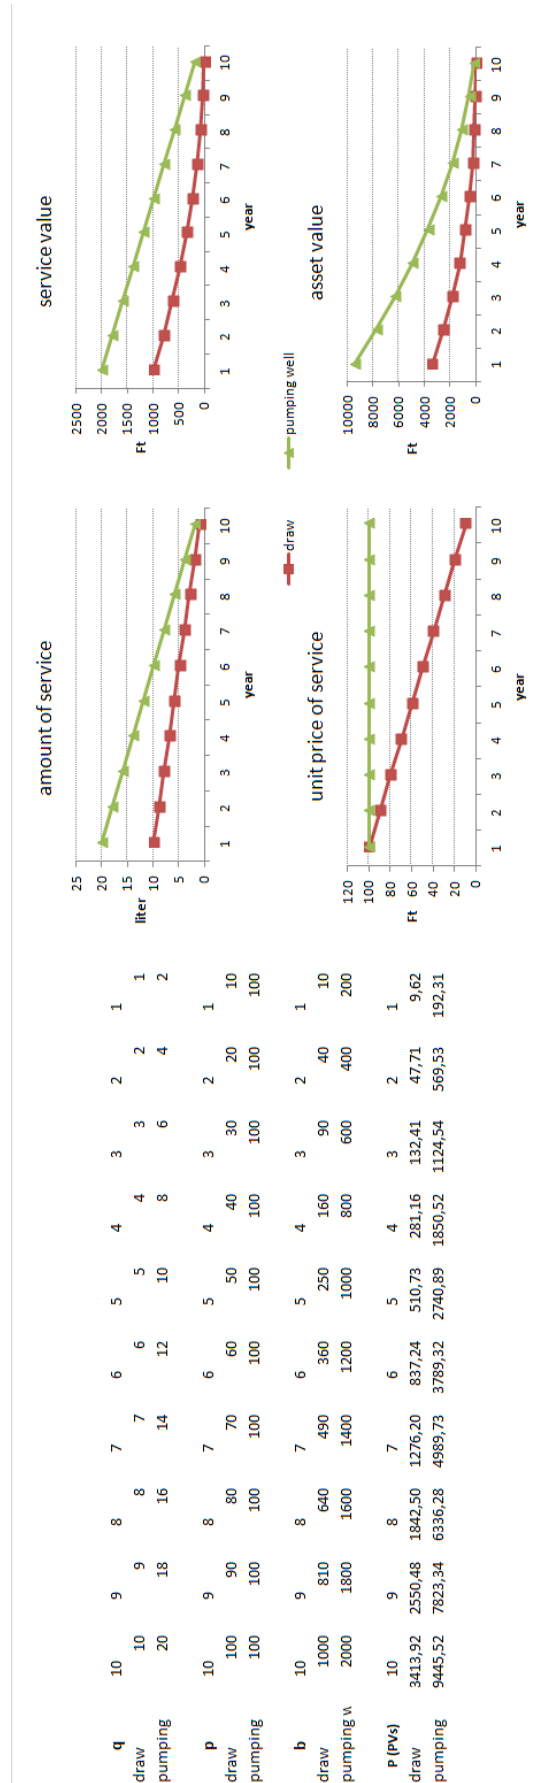 q 10 9 8 7 6 5 4 3 2 1
draw 10 9 8 7 6 5 4 3 2 1
pumping 20 18 16 14 12 10 8 6 4 2
p 10 9 8 7 6 5 4 3 2 1
draw 100 90 80 70 60 50 40 30 20 10
pumping 100 100 100 100 100 100 100 100 100 100
b 10 9 8 7 6 5 4 3 2 1
draw 1000 810 640 490 360 250 160 90 40 10
pumping w 2000 1800 1600 1400 1200 1000 800 600 400 200
P (PVs) 10 9 8 7 6 5 4 3 2 1
draw 3413,92 2550,48 1842,50 1276,20 837,24 510,73 281,16 132,41 47,71 9,62
pumping 9445,52 7823,34 6336,28 4989,73 3789,32 2740,89 1850,52 1124,54 569,53 192,31
amount of service
25
20
15
10
5
0
liter
1 2 3 4 5 6 7 8 9 10
year
service value
2500
2000
1500
1000
500
0
Ft
1 2 3 4 5 6 7 8 9 10
year
draw pumping well
unit price of service
120
100
80
60
40
20
0
Ft
1 2 3 4 5 6 7 8 9 10
year
asset value
10000
8000
6000
4000
2000
0
Ft
1 2 3 4 5 6 7 8 9 10
year